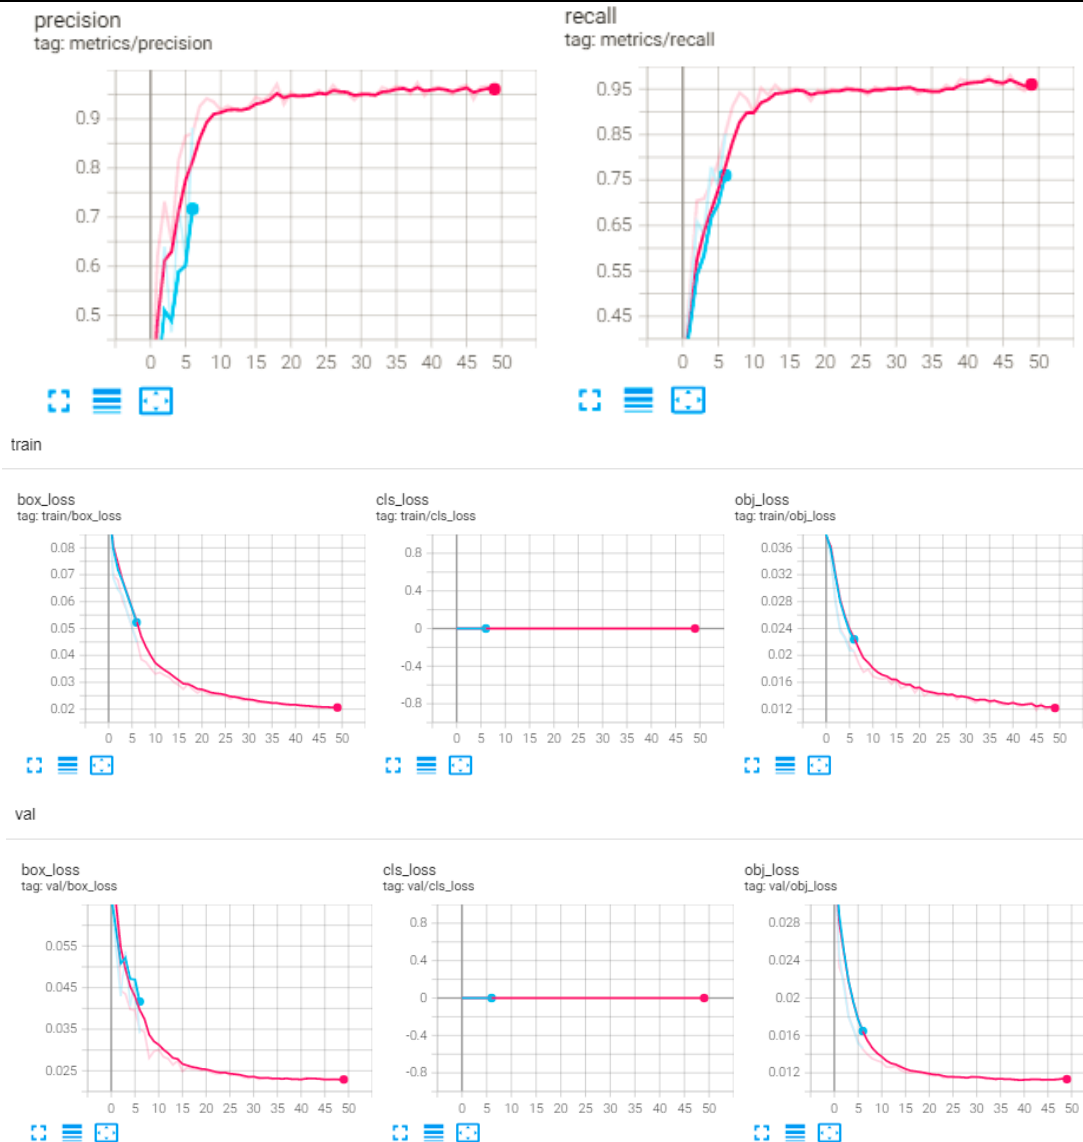 precision
tag: metrics/precision
0.9
0.8
0.7
0.6
0.5
0 5 10 15 20 25 30 35 40 45 50
recall
tag: metrics/recall
0.95
0.85
0.75
0.65
0.55
0.45
0 5 10 15 20 25 30 35 40 45 50
train
box_loss
tag: train/box_loss
0.08
0.07
0.06
0.05
0.04
0.03
0.02
0 5 10 15 20 25 30 35 40 45 50
cls_loss
tag: train/cls_loss
0.8
0.4
0
-0.4
-0.8
0 5 10 15 20 25 30 35 40 45 50
obj_loss
tag: train/obj_loss
0.036
0.032
0.028
0.024
0.02
0.016
0.012
0 5 10 15 20 25 30 35 40 45 50
val
box_loss
tag: val/box_loss
0.055
0.045
0.035
0.025
0 5 10 15 20 25 30 35 40 45 50
cls_loss
tag: val/cls_loss
0.8
0.4
0
-0.4
-0.8
0 5 10 15 20 25 30 35 40 45 50
obj_loss
tag: val/obj_loss
0.028
0.024
0.02
0.016
0.012
0 5 10 15 20 25 30 35 40 45 50